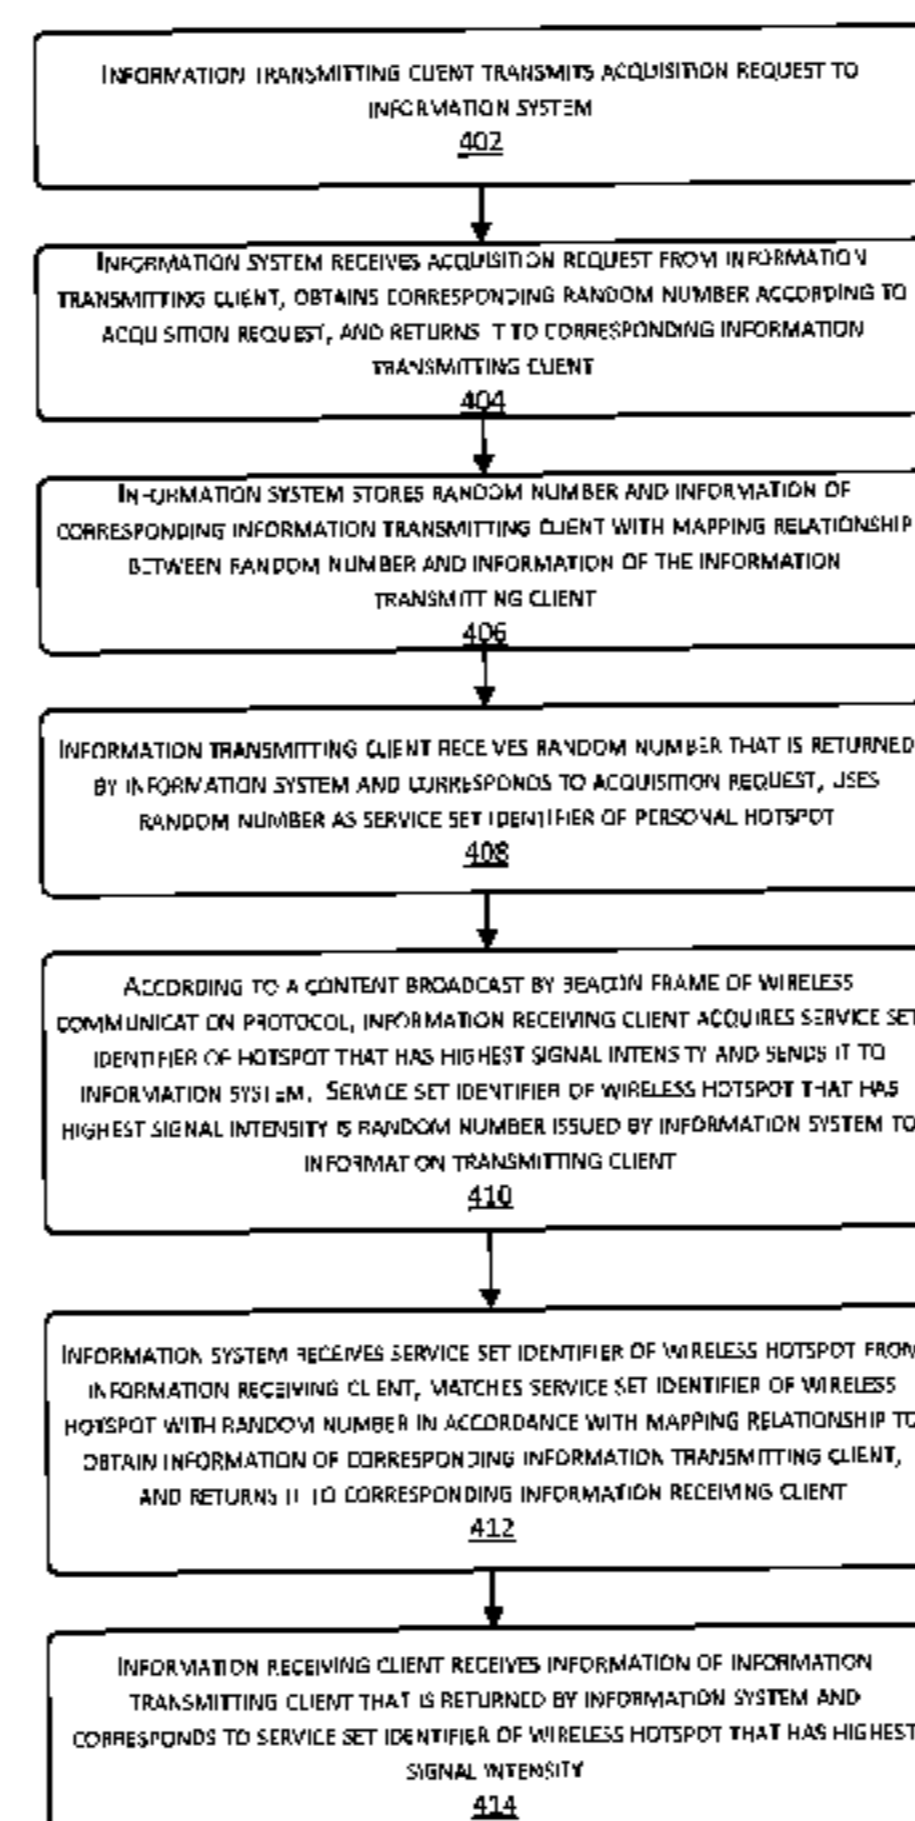 INFORMATION TRANSMITTING CLIENT TRANSMITS ACQUISITION REQUEST TO
INFORMATION SYSTEM
402
INFORMATION SYSTEM RECEIVES ACQUISITION REQUEST FROM INFORMATION
TRANSMITTING CLIENT, OBTAINS CORRESPONDING RANDOM NUMBER ACCORDING TO
ACQUISITION REQUEST, AND RETURNS IT TO CORRESPONDING INFORMATION
TRANSMITTING CLIENT
404
INFORMATION SYSTEM STORES RANDOM NUMBER AND INFORMATION OF
CORRESPONDING INFORMATION TRANSMITTING CLIENT WITH MAPPING RELATIONSHIP
BETWEEN RANDOM NUMBER AND INFORMATION OF THE INFORMATION
TRANSMITTING CLIENT
406
INFORMATION TRANSMITTING CLIENT RECEIVES RANDOM NUMBER THAT IS RETURNED
BY INFORMATION SYSTEM AND CORRESPONDS TO ACQUISITION REQUEST, USES
RANDOM NUMBER AS SERVICE SET IDENTIFIER OF PERSONAL HOTSPOT
408
ACCORDING TO A CONTENT BROADCAST BY BEACON FRAME OF WIRELESS
COMMUNICATION PROTOCOL, INFORMATION RECEIVING CLIENT ACQUIRES SERVICE SET
IDENTIFIER OF HOTSPOT THAT HAS HIGHEST SIGNAL INTENSITY AND SENDS IT TO
INFORMATION SYSTEM. SERVICE SET IDENTIFIER OF WIRELESS HOTSPOT THAT HAS
HIGHEST SIGNAL INTENSITY IS RANDOM NUMBER ISSUED BY INFORMATION SYSTEM TO
INFORMATION TRANSMITTING CLIENT
410
INFORMATION SYSTEM RECEIVES SERVICE SET IDENTIFIER OF WIRELESS HOTSPOT FROM
INFORMATION RECEIVING CLIENT, MATCHES SERVICE SET IDENTIFIER OF WIRELESS
HOTSPOT WITH RANDOM NUMBER IN ACCORDANCE WITH MAPPING RELATIONSHIP TO
OBTAIN INFORMATION OF CORRESPONDING INFORMATION TRANSMITTING CLIENT,
AND RETURNS IT TO CORRESPONDING INFORMATION RECEIVING CLIENT
412
INFORMATION RECEIVING CLIENT RECEIVES INFORMATION OF INFORMATION
TRANSMITTING CLIENT THAT IS RETURNED BY INFORMATION SYSTEM AND
CORRESPONDS TO SERVICE SET IDENTIFIER OF WIRELESS HOTSPOT THAT HAS HIGHEST
SIGNAL INTENSITY
414